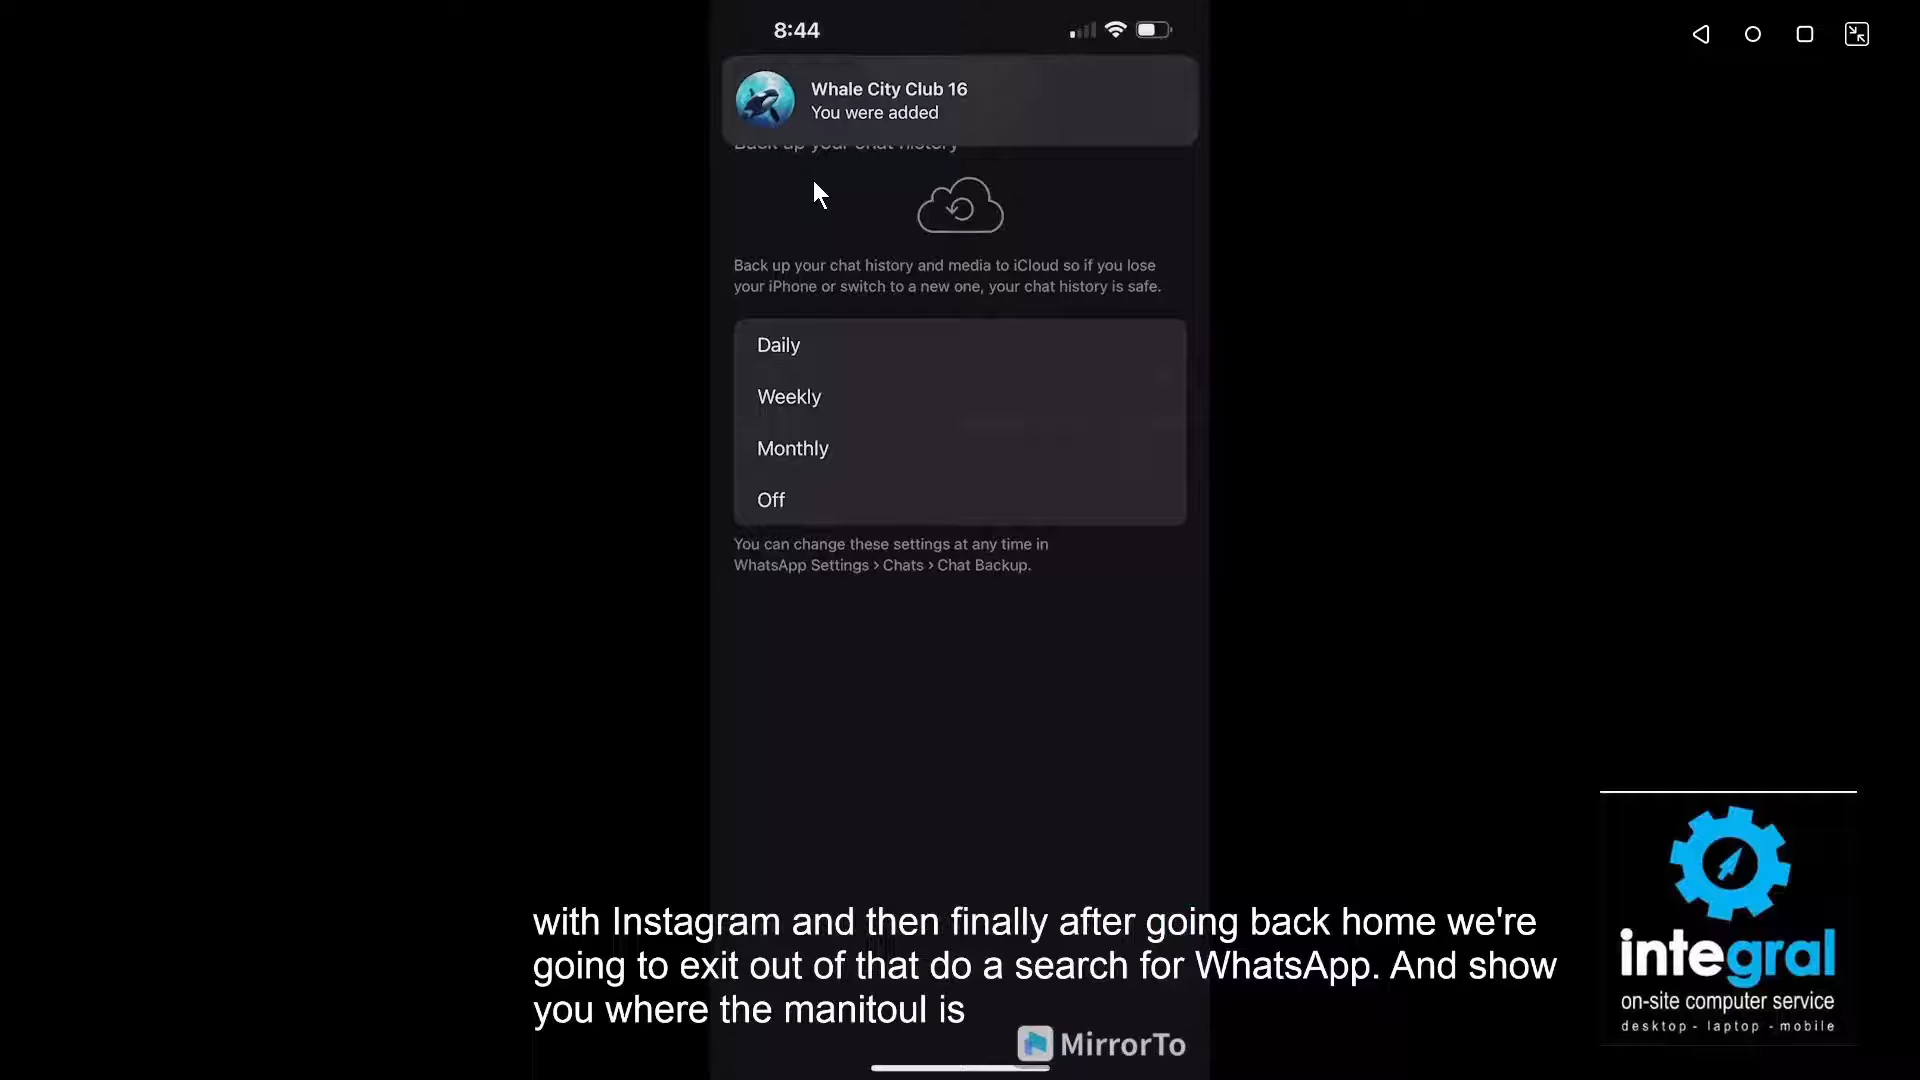 8:44
Whale City Club 16
You were added
Back up your chat history
Back up your chat history and media to iCloud so if you lose
your iPhone or switch to a new one, your chat history is safe.
Daily
Weekly
Monthly
Off
You can change these settings at any time in
WhatsApp Settings > Chats > Chat Backup.
with Instagram and then finally after going back home we're
going to exit out of that do a search for WhatsApp. And show
you where the manitoul is
MirrorTo
integral
on-site computer service
desktop - laptop - mobile